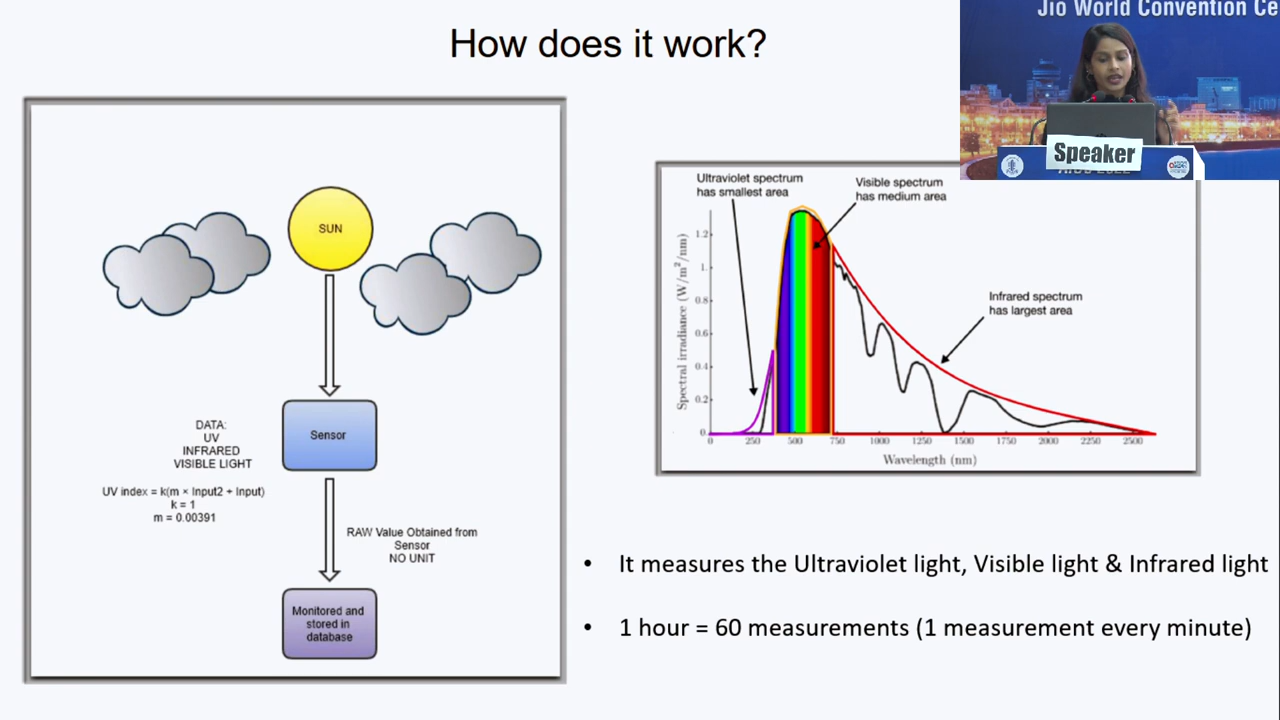 How does it work?
Jio World Convention Ce
Speaker
SUN
Sensor
DATA:
UV
INFRARED
VISIBLE LIGHT
UV index = k(m × Input2 + Input)
k = 1
m = 0.00391
RAW Value Obtained from
Sensor
NO UNIT
Monitored and
stored in
database
Ultraviolet spectrum
has smallest area
Visible spectrum
has medium area
Infrared spectrum
has largest area
Spectral irradiance (W/m²/nm)
1.2
1.
0.8
0.6
0.4
0.2
0
0 250 500 750 1000 1250 1500 1750 2000 2250 2500
Wavelength (nm)
• It measures the Ultraviolet light, Visible light & Infrared light
• 1 hour = 60 measurements (1 measurement every minute)